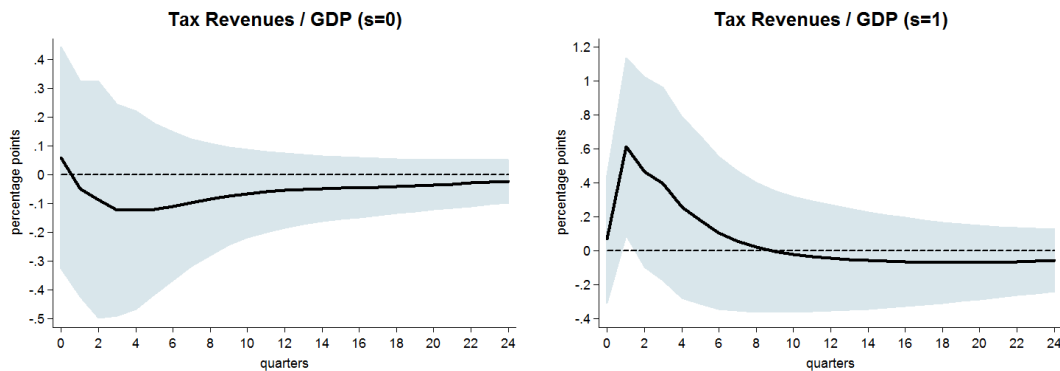 Tax Revenues / GDP (s=0)
percentage points
.4
.3
.2
.1
0
-.1
-.2
-.3
-.4
-.5
0 2 4 6 8 10 12 14 16 18 20 22 24
quarters
Tax Revenues / GDP (s=1)
percentage points
1.2
1
.8
.6
.4
.2
0
-.2
-.4
0 2 4 6 8 10 12 14 16 18 20 22 24
quarters